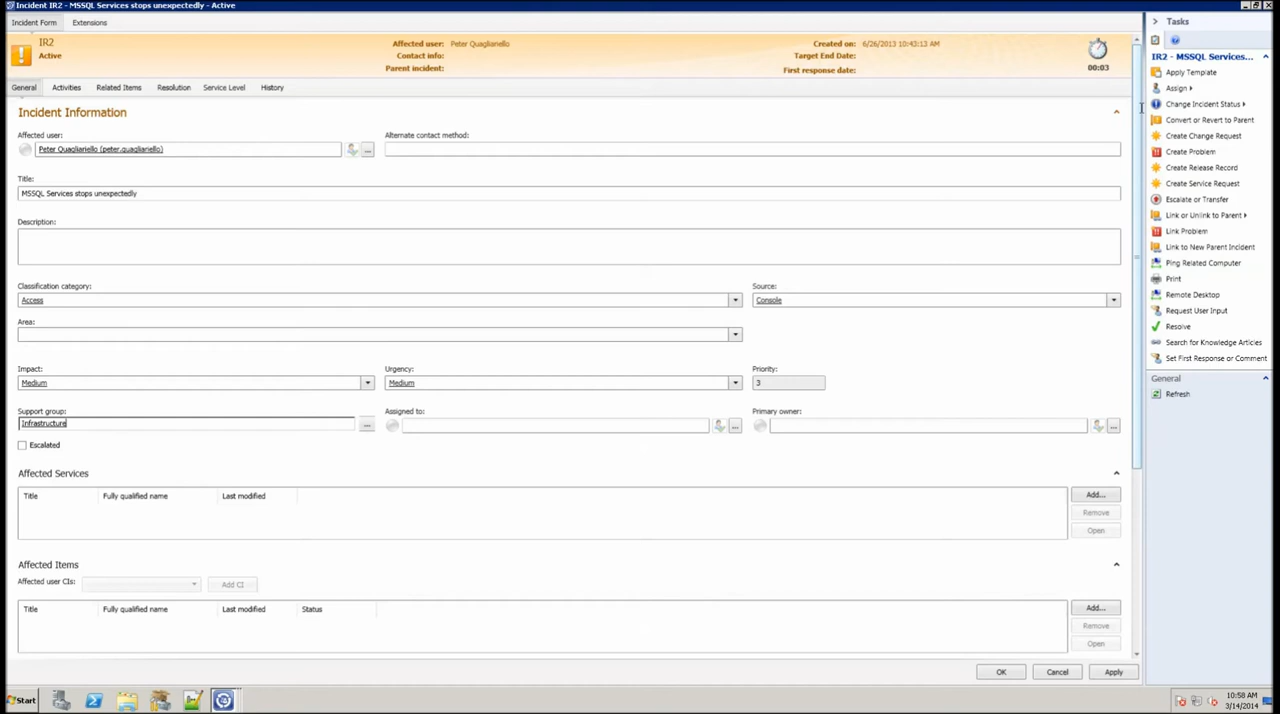 Incident IR2 - MSSQL Services stops unexpectedly - Active
Incident Form Extensions
IR2
Active
Affected user: Peter Quagliariello
Contact info:
Parent incident:
Created on: 6/26/2013 10:43:13 AM
Target End Date:
First response date:
00:03
General Activities Related Items Resolution Service Level History
Incident Information
Affected user:
Peter Quagliariello (peter.quagliariello)
...
Alternate contact method:
Title:
MSSQL Services stops unexpectedly
Description:
Classification category:
Access
Source:
Console
Area:
Impact:
Medium
Urgency:
Medium
Priority:
3
Support group:
Infrastructure
...
Assigned to:
...
Primary owner:
...
Escalated
Affected Services
Title Fully qualified name Last modified
Add...
Remove
Open
Affected Items
Affected user CIs: Add CI
Title Fully qualified name Last modified Status
Add...
Remove
Open
OK Cancel Apply
Tasks
IR2 - MSSQL Services...
Apply Template
Assign
Change Incident Status
Convert or Revert to Parent
Create Change Request
Create Problem
Create Release Record
Create Service Request
Escalate or Transfer
Link or Unlink to Parent
Link Problem
Link to New Parent Incident
Ping Related Computer
Print
Remote Desktop
Request User Input
Resolve
Search for Knowledge Articles
Set First Response or Comment
General
Refresh
Start
10:58 AM
3/14/2014